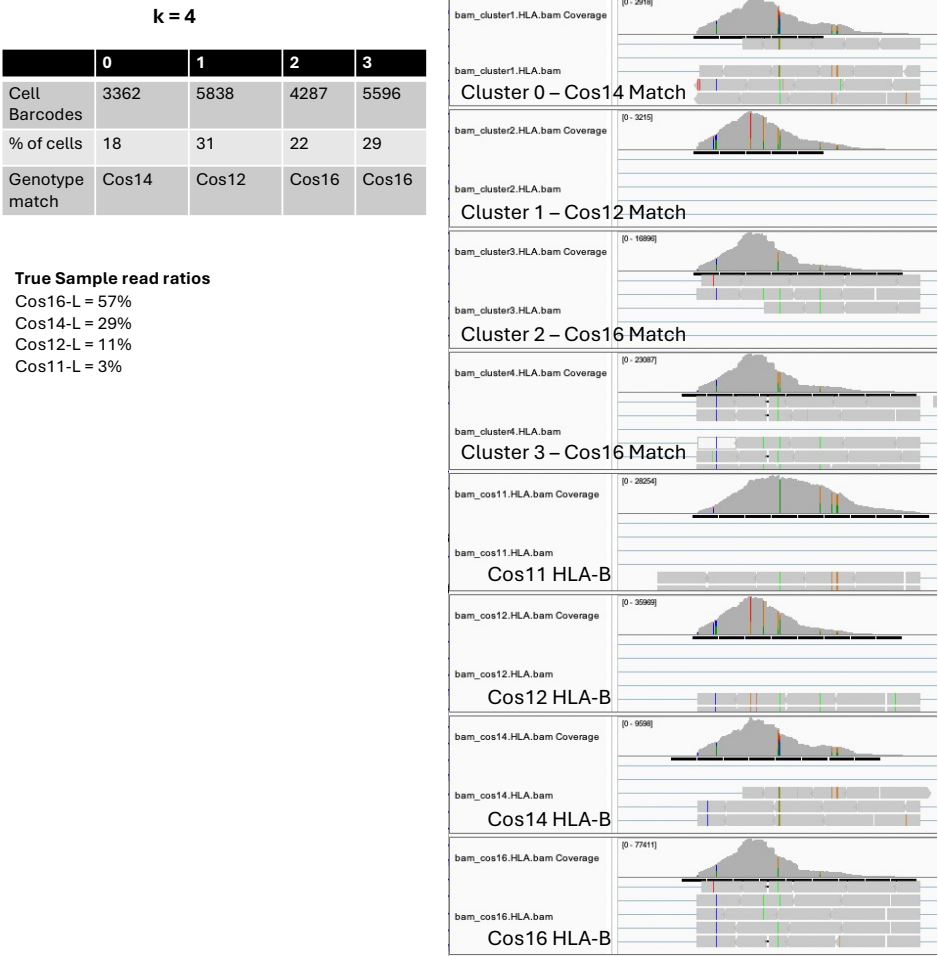 k = 4
0 1 2 3
Cell Barcodes 3362 5838 4287 5596
% of cells 18 31 22 29
Genotype match Cos14 Cos12 Cos16 Cos16
True Sample read ratios
Cos16-L = 57%
Cos14-L = 29%
Cos12-L = 11%
Cos11-L = 3%
bam_cluster1.HLA.bam Coverage [0 - 2918]
bam_cluster1.HLA.bam
Cluster 0 – Cos14 Match
bam_cluster2.HLA.bam Coverage [0 - 3215]
bam_cluster2.HLA.bam
Cluster 1 – Cos12 Match
bam_cluster3.HLA.bam Coverage [0 - 16896]
bam_cluster3.HLA.bam
Cluster 2 – Cos16 Match
bam_cluster4.HLA.bam Coverage [0 - 23087]
bam_cluster4.HLA.bam
Cluster 3 – Cos16 Match
bam_cos11.HLA.bam Coverage [0 - 28254]
bam_cos11.HLA.bam
Cos11 HLA-B
bam_cos12.HLA.bam Coverage [0 - 35969]
bam_cos12.HLA.bam
Cos12 HLA-B
bam_cos14.HLA.bam Coverage [0 - 9598]
bam_cos14.HLA.bam
Cos14 HLA-B
bam_cos16.HLA.bam Coverage [0 - 77411]
bam_cos16.HLA.bam
Cos16 HLA-B